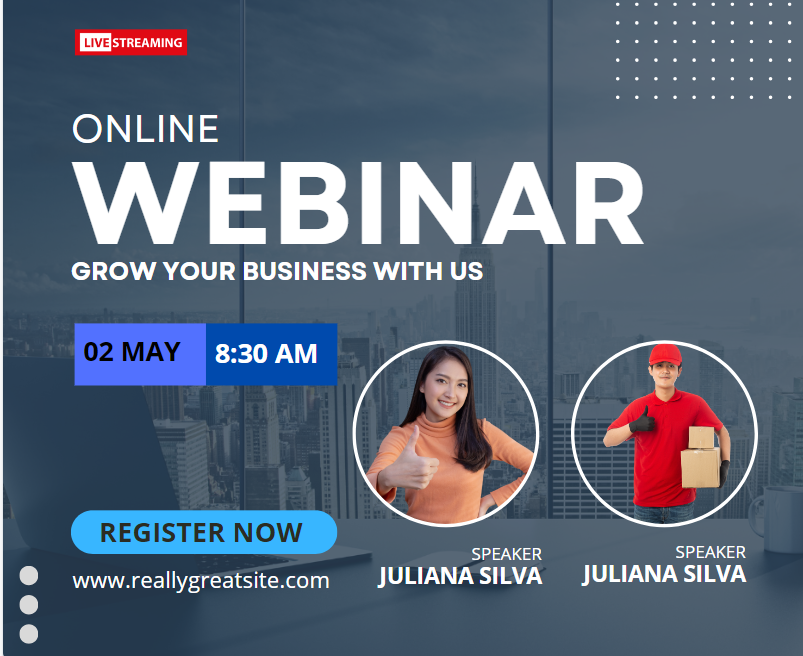 LIVE STREAMING
ONLINE
WEBINAR
GROW YOUR BUSINESS WITH US
02 MAY 8:30 AM
REGISTER NOW
www.reallygreatsite.com
SPEAKER
JULIANA SILVA
SPEAKER
JULIANA SILVA